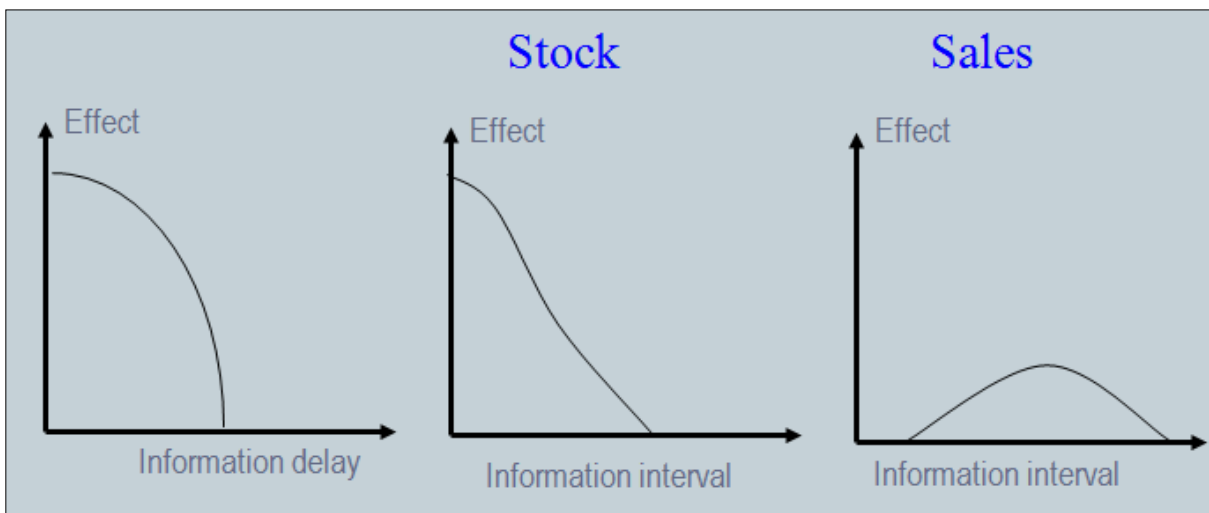 Stock
Sales
Effect
Effect
Effect
Information delay
Information interval
Information interval